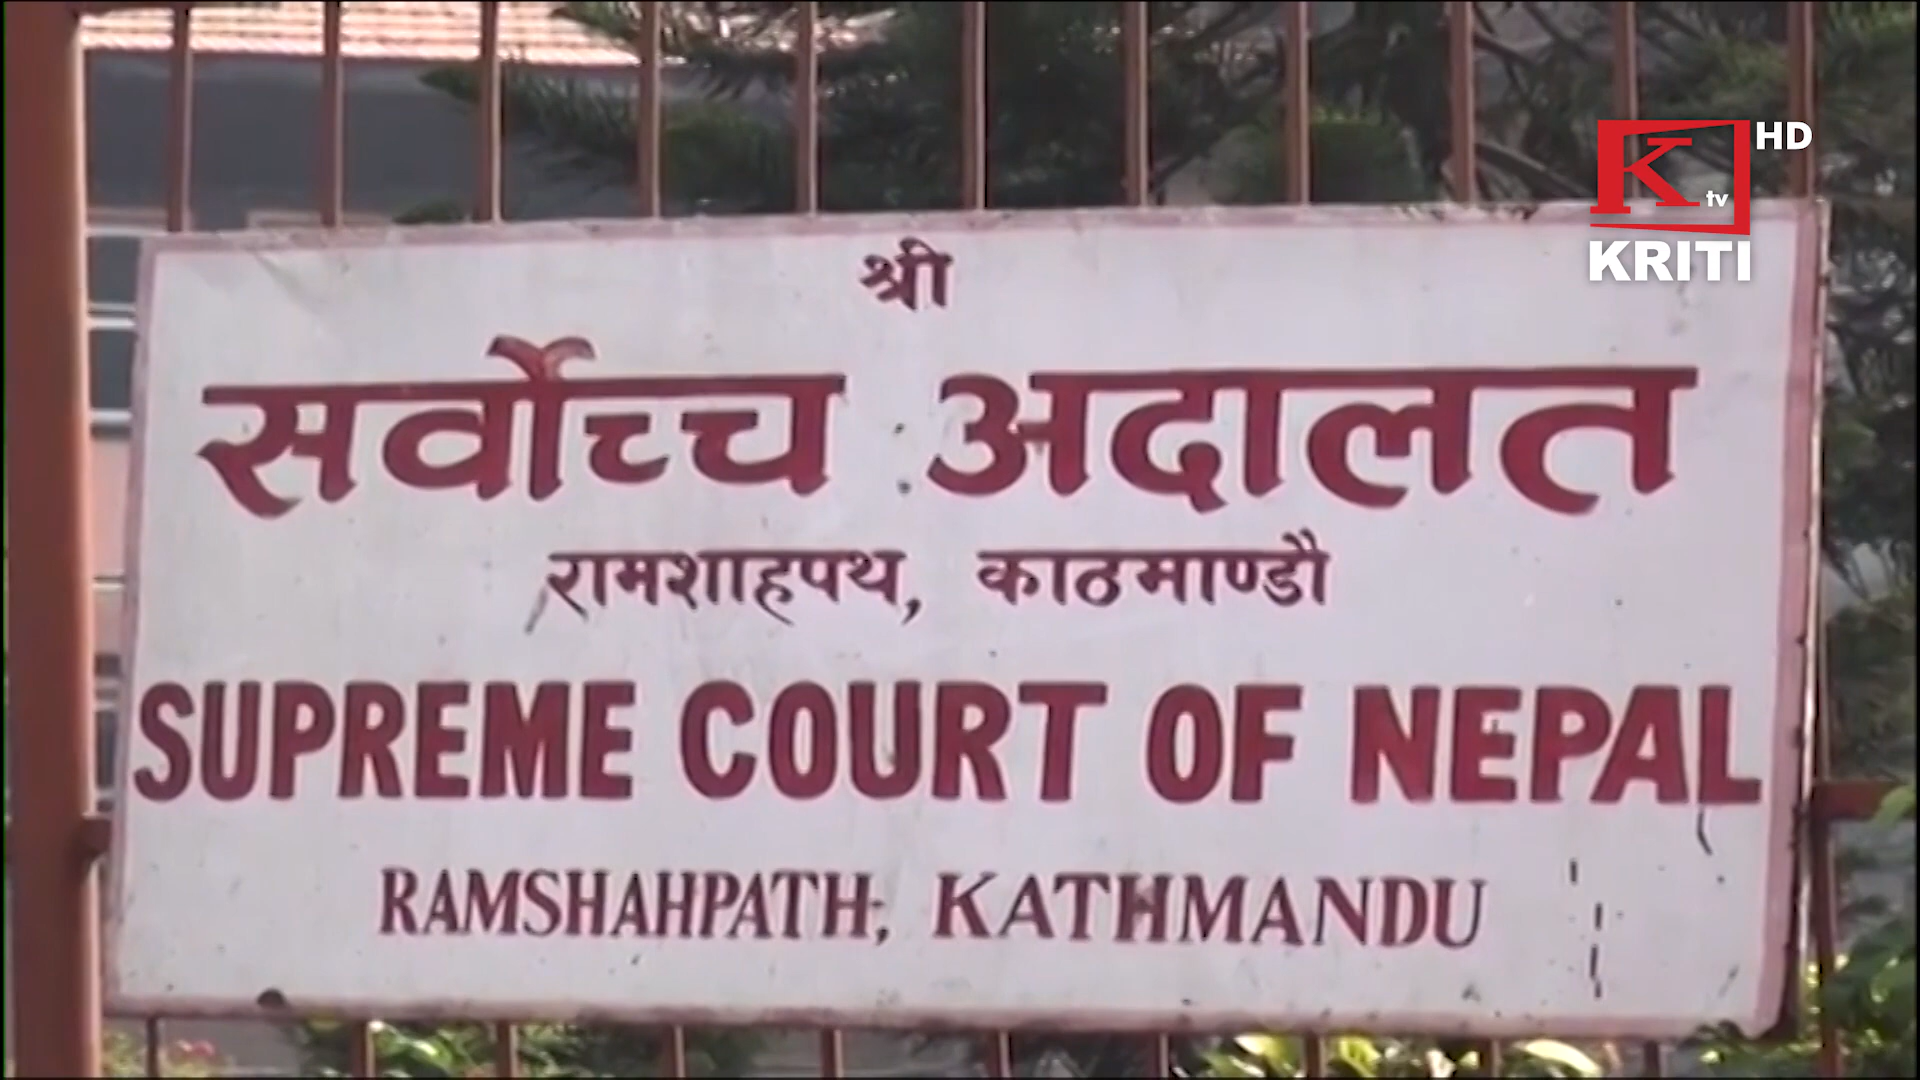 श्री
सर्वोच्च अदालत
रामशाहपथ, काठमाण्डौ
SUPREME COURT OF NEPAL
RAMSHAHPATH, KATHMANDU
K tv HD
KRITI